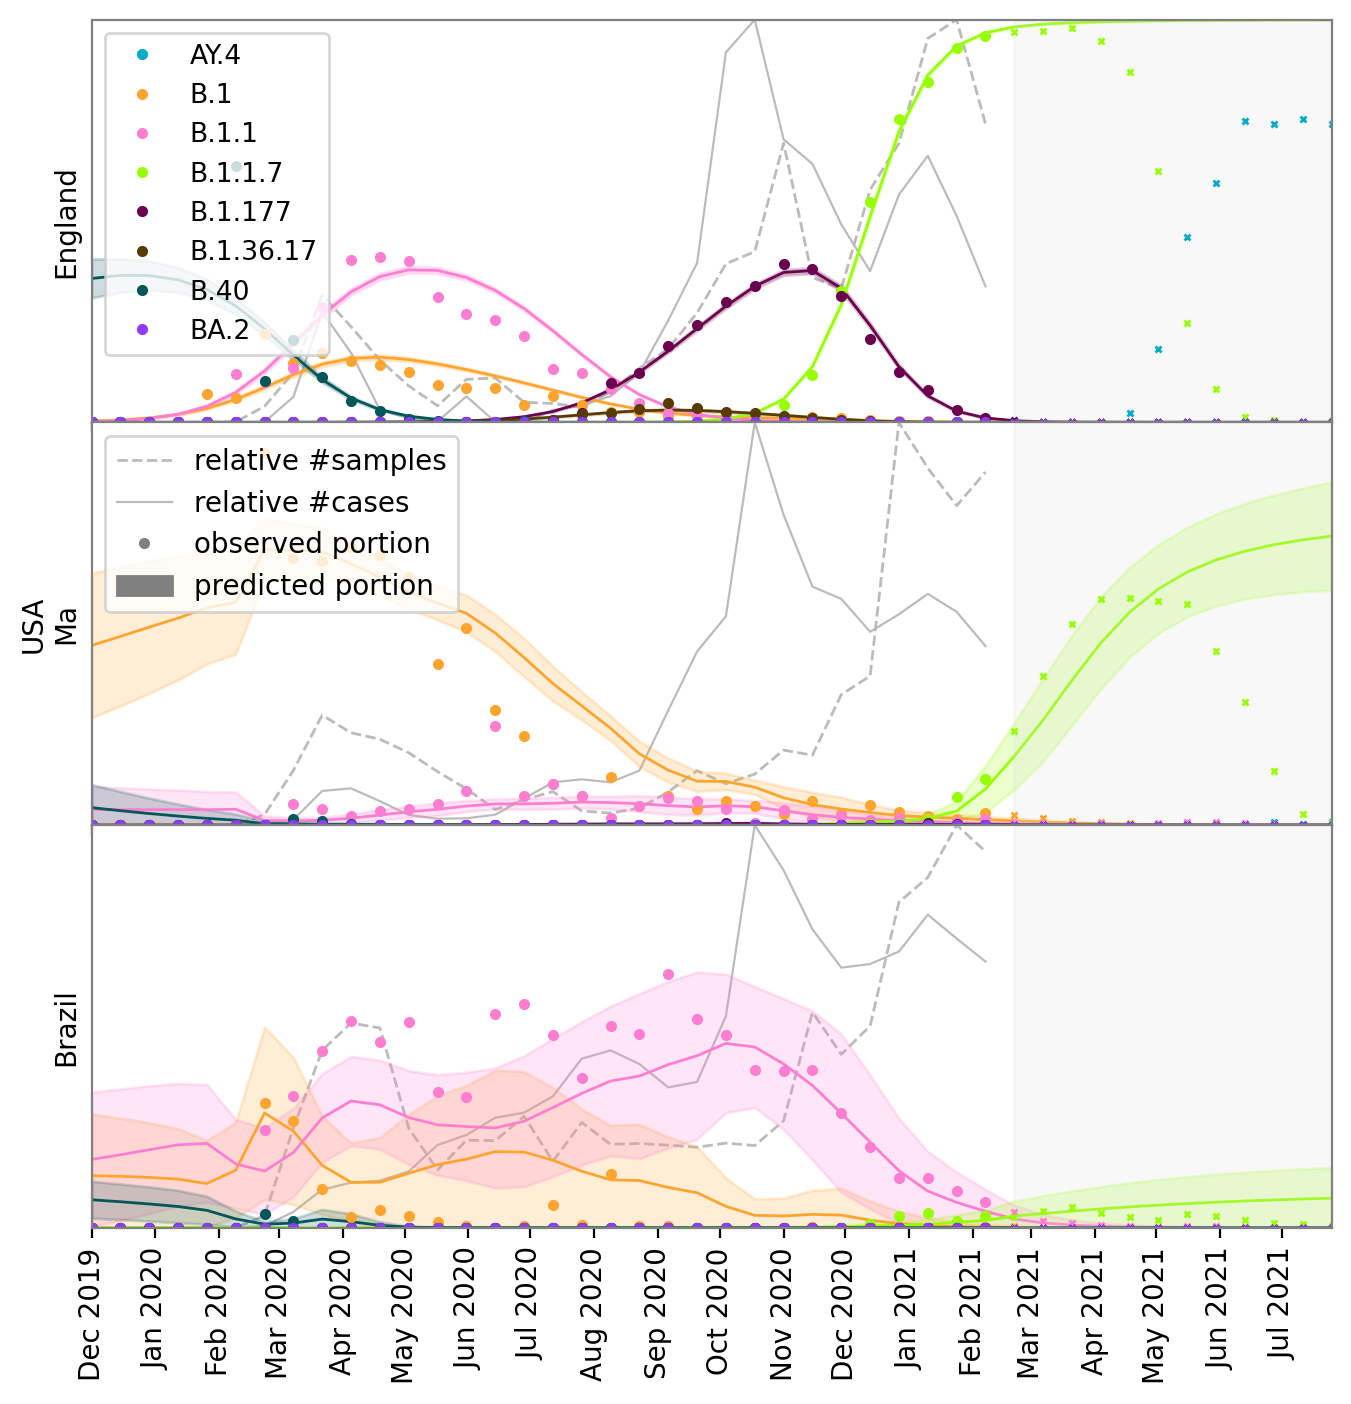 England
AY.4
B.1
B.1.1
B.1.1.7
B.1.177
B.1.36.17
B.40
BA.2
USA
Ma
relative #samples
relative #cases
observed portion
predicted portion
Brazil
Dec 2019
Jan 2020
Feb 2020
Mar 2020
Apr 2020
May 2020
Jun 2020
Jul 2020
Aug 2020
Sep 2020
Oct 2020
Nov 2020
Dec 2020
Jan 2021
Feb 2021
Mar 2021
Apr 2021
May 2021
Jun 2021
Jul 2021